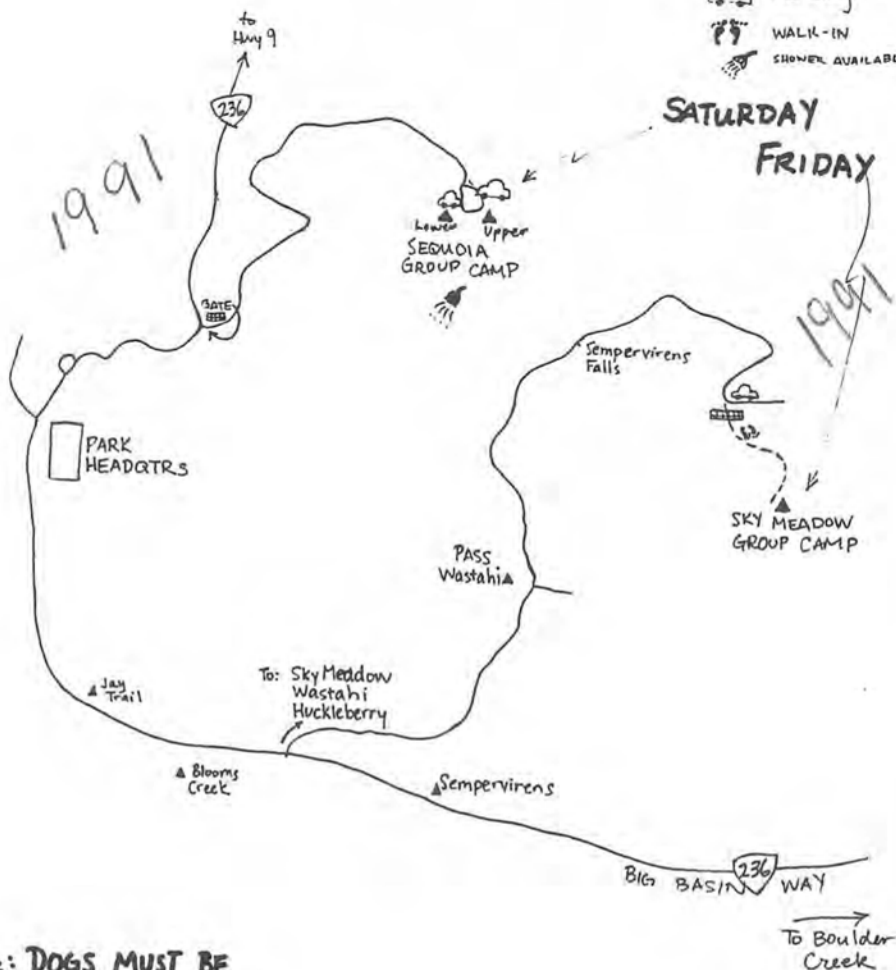 to
Hwy 9
236
WALK-IN
SHOWER AVAILABLE
SATURDAY
FRIDAY
1991
Lower
Upper
SEQUOIA
GROUP CAMP
GATE
1991
Sempervirens
Falls
PARK
HEADQTRS
SKY MEADOW
GROUP CAMP
PASS
Wastahi
To: Sky Meadow
Wastahi
Huckleberry
Jay
Trail
Blooms
Creek
Sempervirens
BIG BASIN 236 WAY
To Boulder
Creek
: DOGS MUST BE